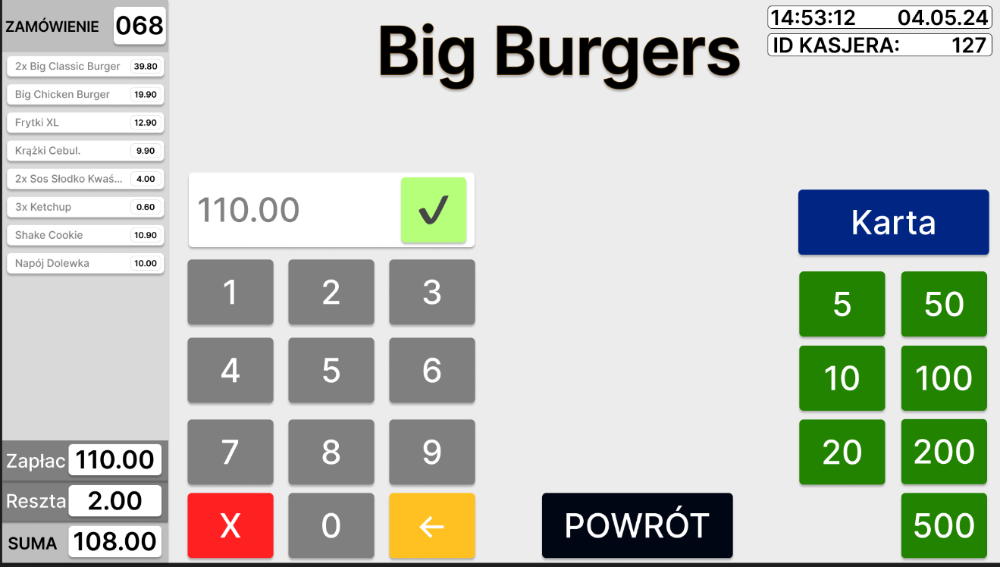 ZAMÓWIENIE 068
2x Big Classic Burger 39.80
Big Chicken Burger 19.90
Frytki XL 12.90
Krążki Cebul. 9.90
2x Sos Słodko Kwaś... 4.00
3x Ketchup 0.60
Shake Cookie 10.90
Napój Dolewka 10.00
Zapłac 110.00
Reszta 2.00
SUMA 108.00
Big Burgers
14:53:12 04.05.24
ID KASJERA: 127
110.00
1 2 3
4 5 6
7 8 9
X 0
POWRÓT
Karta
5 50
10 100
20 200
500